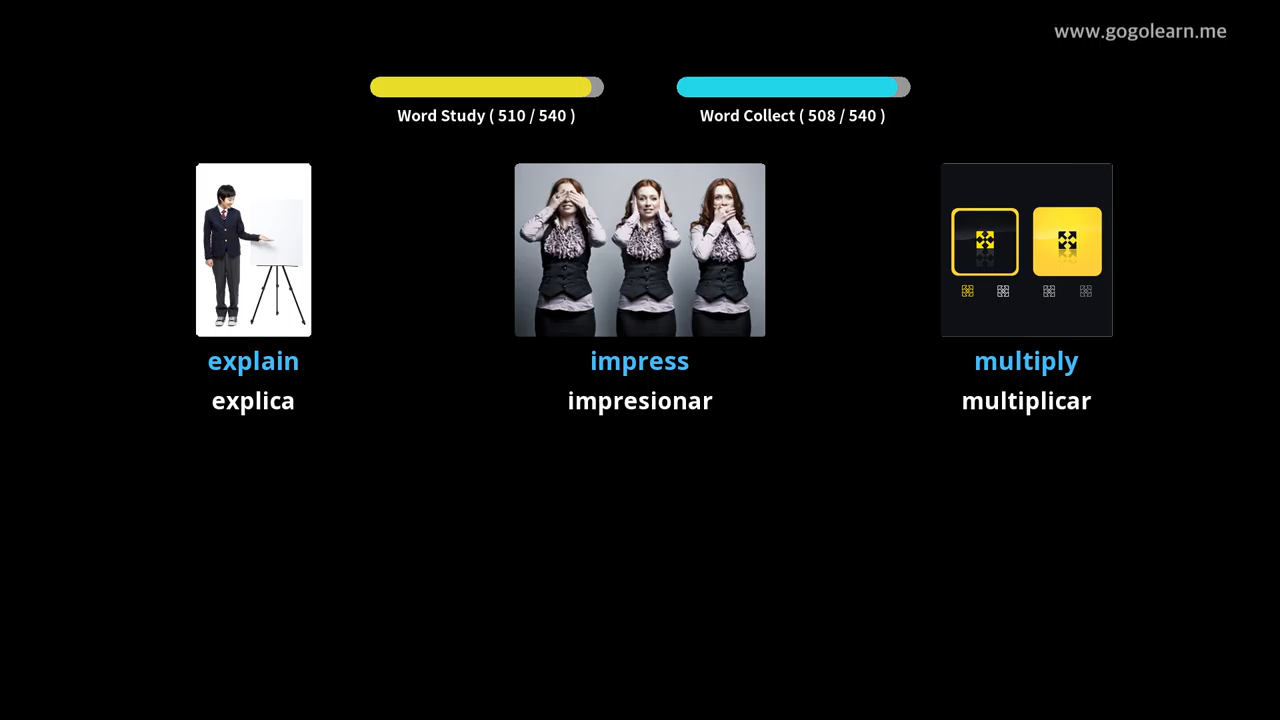 www.gogolearn.me
Word Study ( 510 / 540 )
Word Collect ( 508 / 540 )
explain
explica
impress
impresionar
multiply
multiplicar